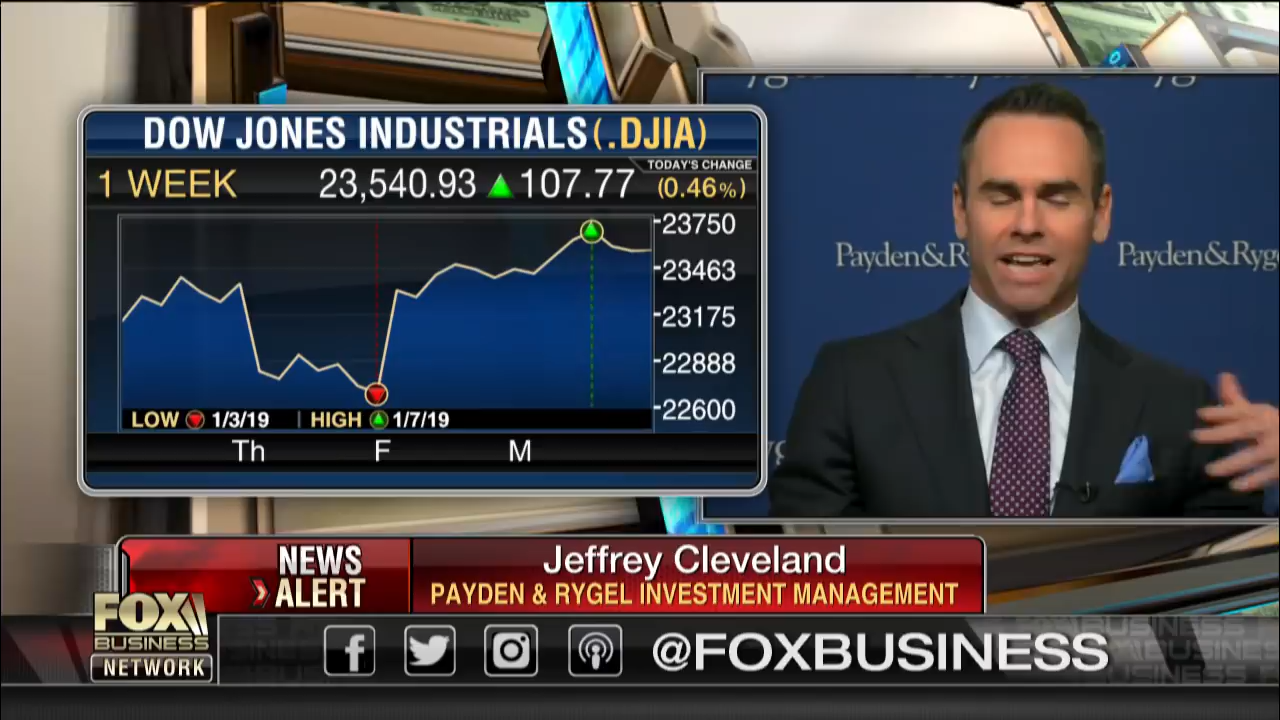 DOW JONES INDUSTRIALS (.DJIA)
TODAY'S CHANGE
1 WEEK 23,540.93 ▲ 107.77 (0.46%)
23750
23463
23175
22888
22600
LOW 1/3/19 | HIGH 1/7/19
Th F M
Payden&R
Payden&Ryge
NEWS
ALERT
Jeffrey Cleveland
PAYDEN & RYGEL INVESTMENT MANAGEMENT
FOX
BUSINESS
NETWORK
@FOXBUSINESS